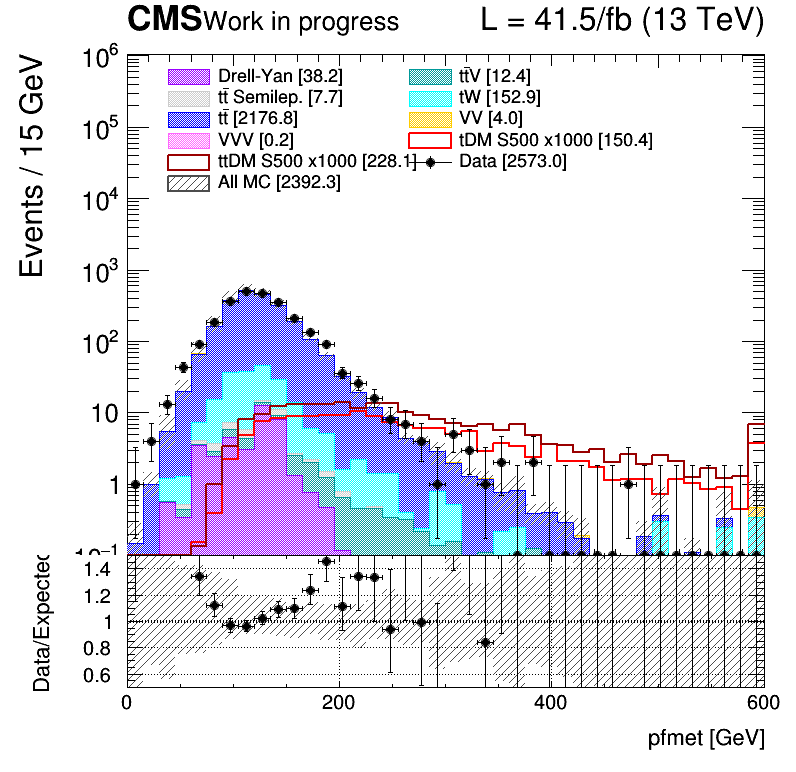 CMS Work in progress L = 41.5/fb (13 TeV)
Events / 15 GeV
10⁶
10⁵
10⁴
10³
10²
10
1
10⁻¹
Drell-Yan [38.2]
tt̄ Semilep. [7.7]
tt̄ [2176.8]
VVV [0.2]
ttDM S500 x1000 [228.1]
All MC [2392.3]
tt̄V [12.4]
tW [152.9]
VV [4.0]
tDM S500 x1000 [150.4]
Data [2573.0]
Data/Expected
1.4
1.2
1
0.8
0.6
0 200 400 600
pfmet [GeV]